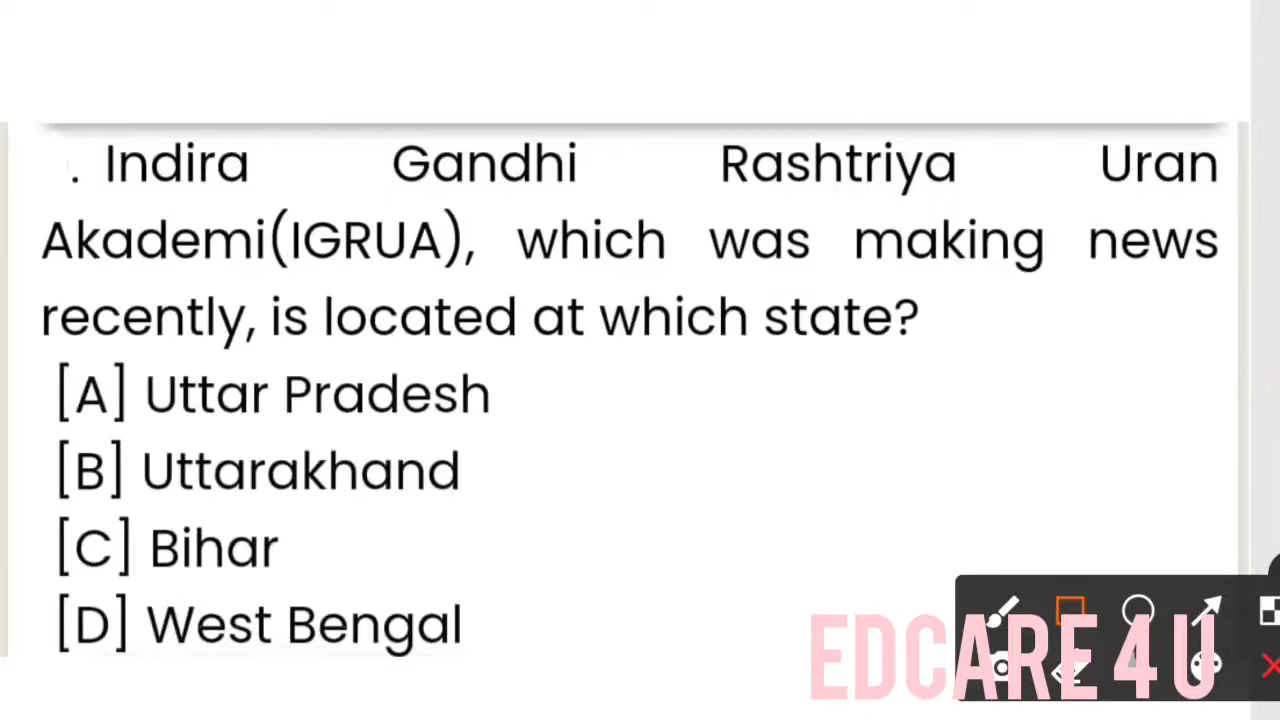 . Indira Gandhi Rashtriya Uran
Akademi(IGRUA), which was making news
recently, is located at which state?
[A] Uttar Pradesh
[B] Uttarakhand
[C] Bihar
[D] West Bengal
EDCARE 4 U